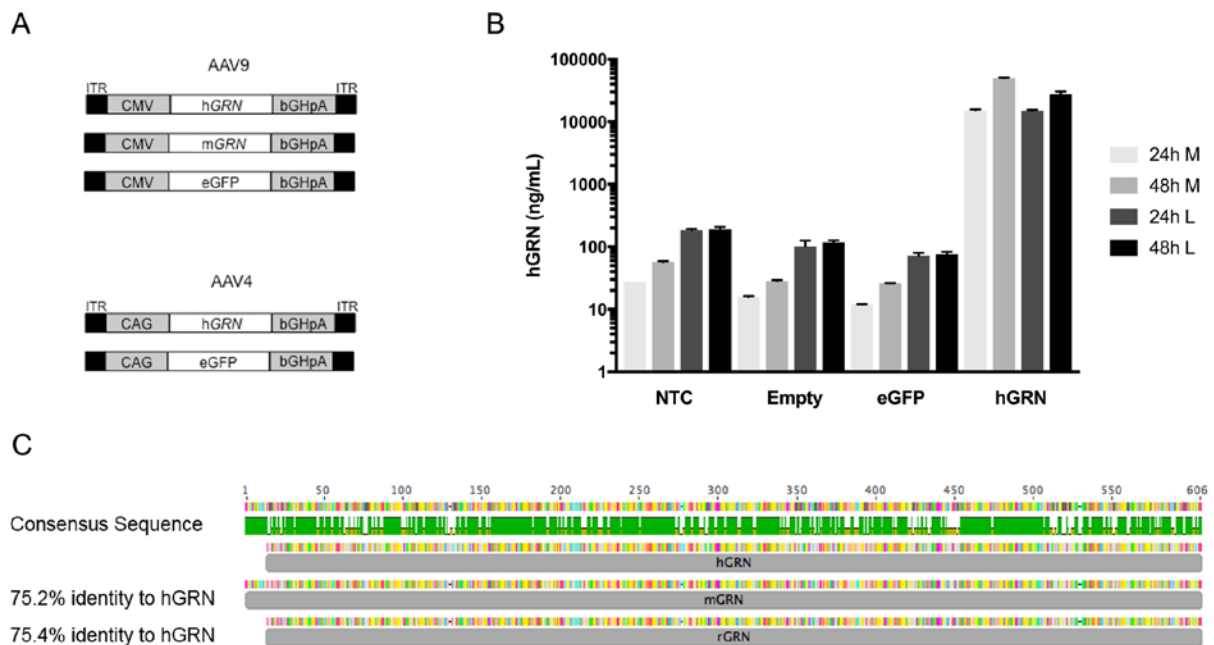 A
AAV9
ITR ITR
CMV hGRN bGHpA
CMV mGRN bGHpA
CMV eGFP bGHpA
AAV4
ITR ITR
CAG hGRN bGHpA
CAG eGFP bGHpA
B
hGRN (ng/mL)
100000
10000
1000
100
10
1
NTC Empty eGFP hGRN
24h M
48h M
24h L
48h L
C
1 50 100 150 200 250 300 350 400 450 500 550 606
Consensus Sequence
hGRN
75.2% identity to hGRN
mGRN
75.4% identity to hGRN
rGRN